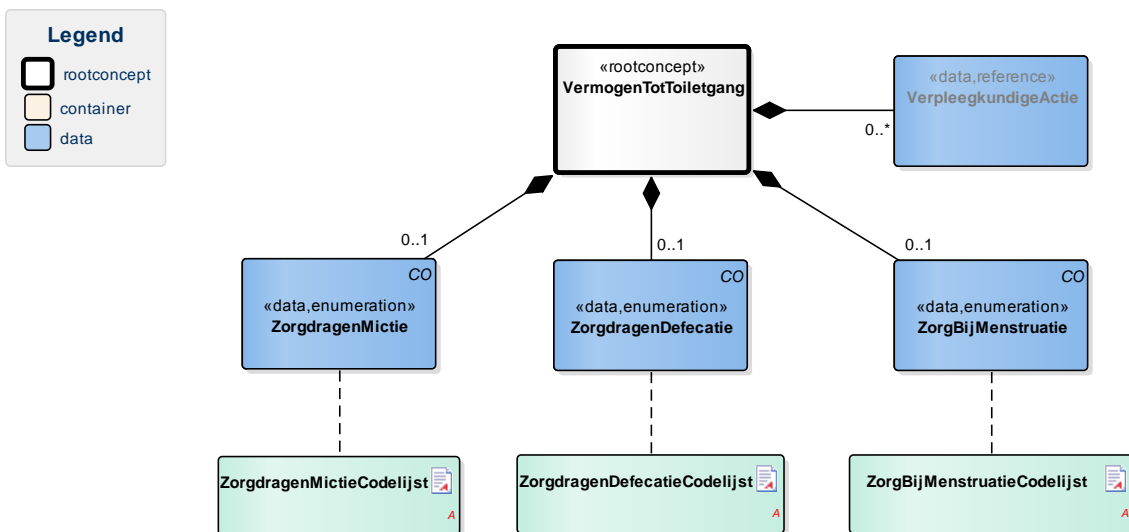 Legend
rootconcept
container
data
«rootconcept»
VermogenTotToiletgang
«data,reference»
VerpleegkundigeActie
0..*
0..1
0..1
0..1
CO
«data,enumeration»
ZorgdragenMictie
CO
«data,enumeration»
ZorgdragenDefecatie
CO
«data,enumeration»
ZorgBijMenstruatie
ZorgdragenMictieCodelijst
A
ZorgdragenDefecatieCodelijst
A
ZorgBijMenstruatieCodelijst
A